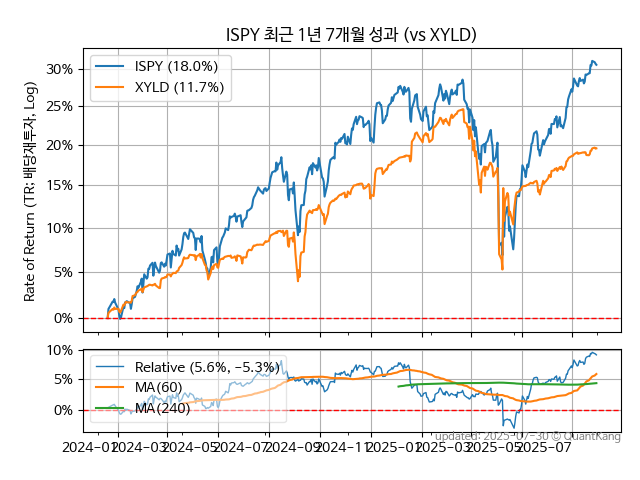 ISPY 최근 1년 7개월 성과 (vs XYLD)
Rate of Return (TR: 배당재투자, Log)
30%
25%
20%
15%
10%
5%
0%
ISPY (18.0%)
XYLD (11.7%)
10%
5%
0%
Relative (5.6%, −5.3%)
MA(60)
MA(240)
2024-01 2024-03 2024-05 2024-07 2024-09 2024-11 2025-01 2025-03 2025-05 2025-07
updated: 2025-07-30 © QuantKang